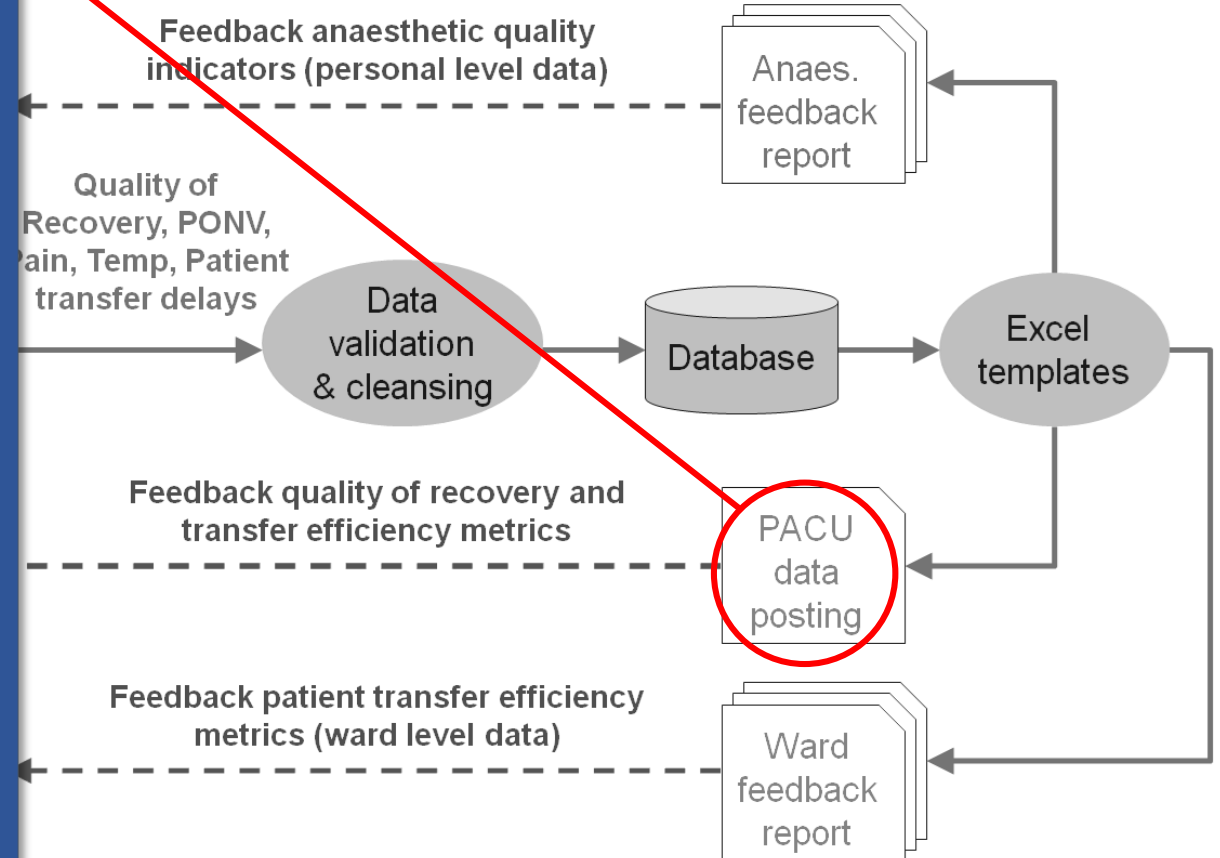 Feedback anaesthetic quality
indicators (personal level data)
Anaes.
feedback
report
Quality of
Recovery, PONV,
Pain, Temp, Patient
transfer delays
Data
validation
& cleansing
Database
Excel
templates
Feedback quality of recovery and
transfer efficiency metrics
PACU
data
posting
Feedback patient transfer efficiency
metrics (ward level data)
Ward
feedback
report